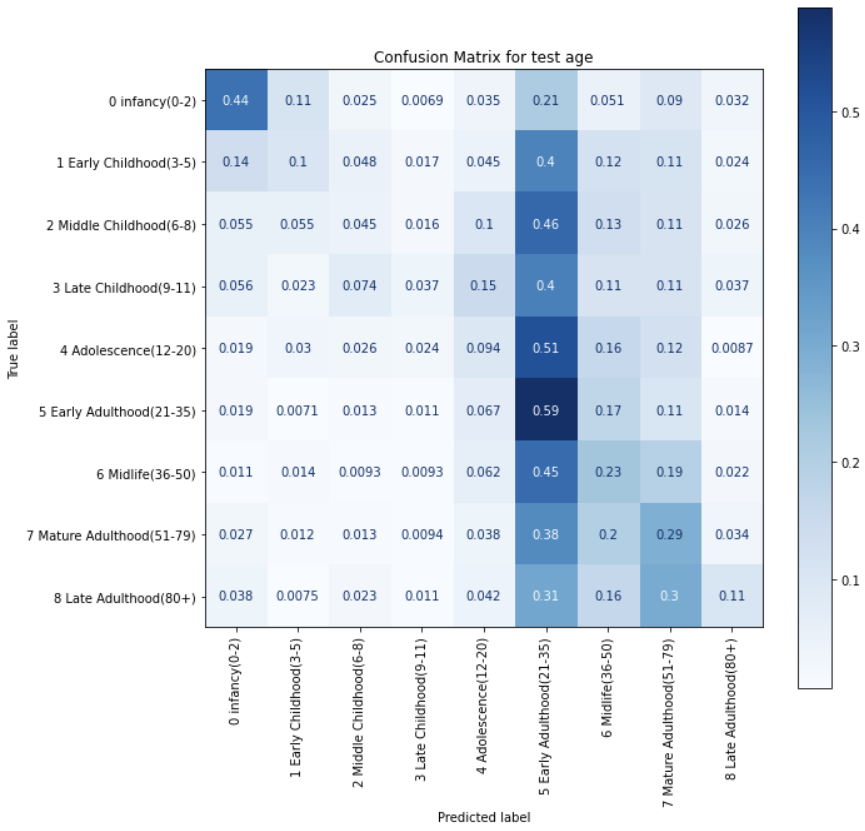 Confusion Matrix for test age
True label
0 infancy(0-2) 0.44 0.11 0.025 0.0069 0.035 0.21 0.051 0.09 0.032
1 Early Childhood(3-5) 0.14 0.1 0.048 0.017 0.045 0.4 0.12 0.11 0.024
2 Middle Childhood(6-8) 0.055 0.055 0.045 0.016 0.1 0.46 0.13 0.11 0.026
3 Late Childhood(9-11) 0.056 0.023 0.074 0.037 0.15 0.4 0.11 0.11 0.037
4 Adolescence(12-20) 0.019 0.03 0.026 0.024 0.094 0.51 0.16 0.12 0.0087
5 Early Adulthood(21-35) 0.019 0.0071 0.013 0.011 0.067 0.59 0.17 0.11 0.014
6 Midlife(36-50) 0.011 0.014 0.0093 0.0093 0.062 0.45 0.23 0.19 0.022
7 Mature Adulthood(51-79) 0.027 0.012 0.013 0.0094 0.038 0.38 0.2 0.29 0.034
8 Late Adulthood(80+) 0.038 0.0075 0.023 0.011 0.042 0.31 0.16 0.3 0.11
0 infancy(0-2)
1 Early Childhood(3-5)
2 Middle Childhood(6-8)
3 Late Childhood(9-11)
4 Adolescence(12-20)
5 Early Adulthood(21-35)
6 Midlife(36-50)
7 Mature Adulthood(51-79)
8 Late Adulthood(80+)
Predicted label
0.5
0.4
0.3
0.2
0.1